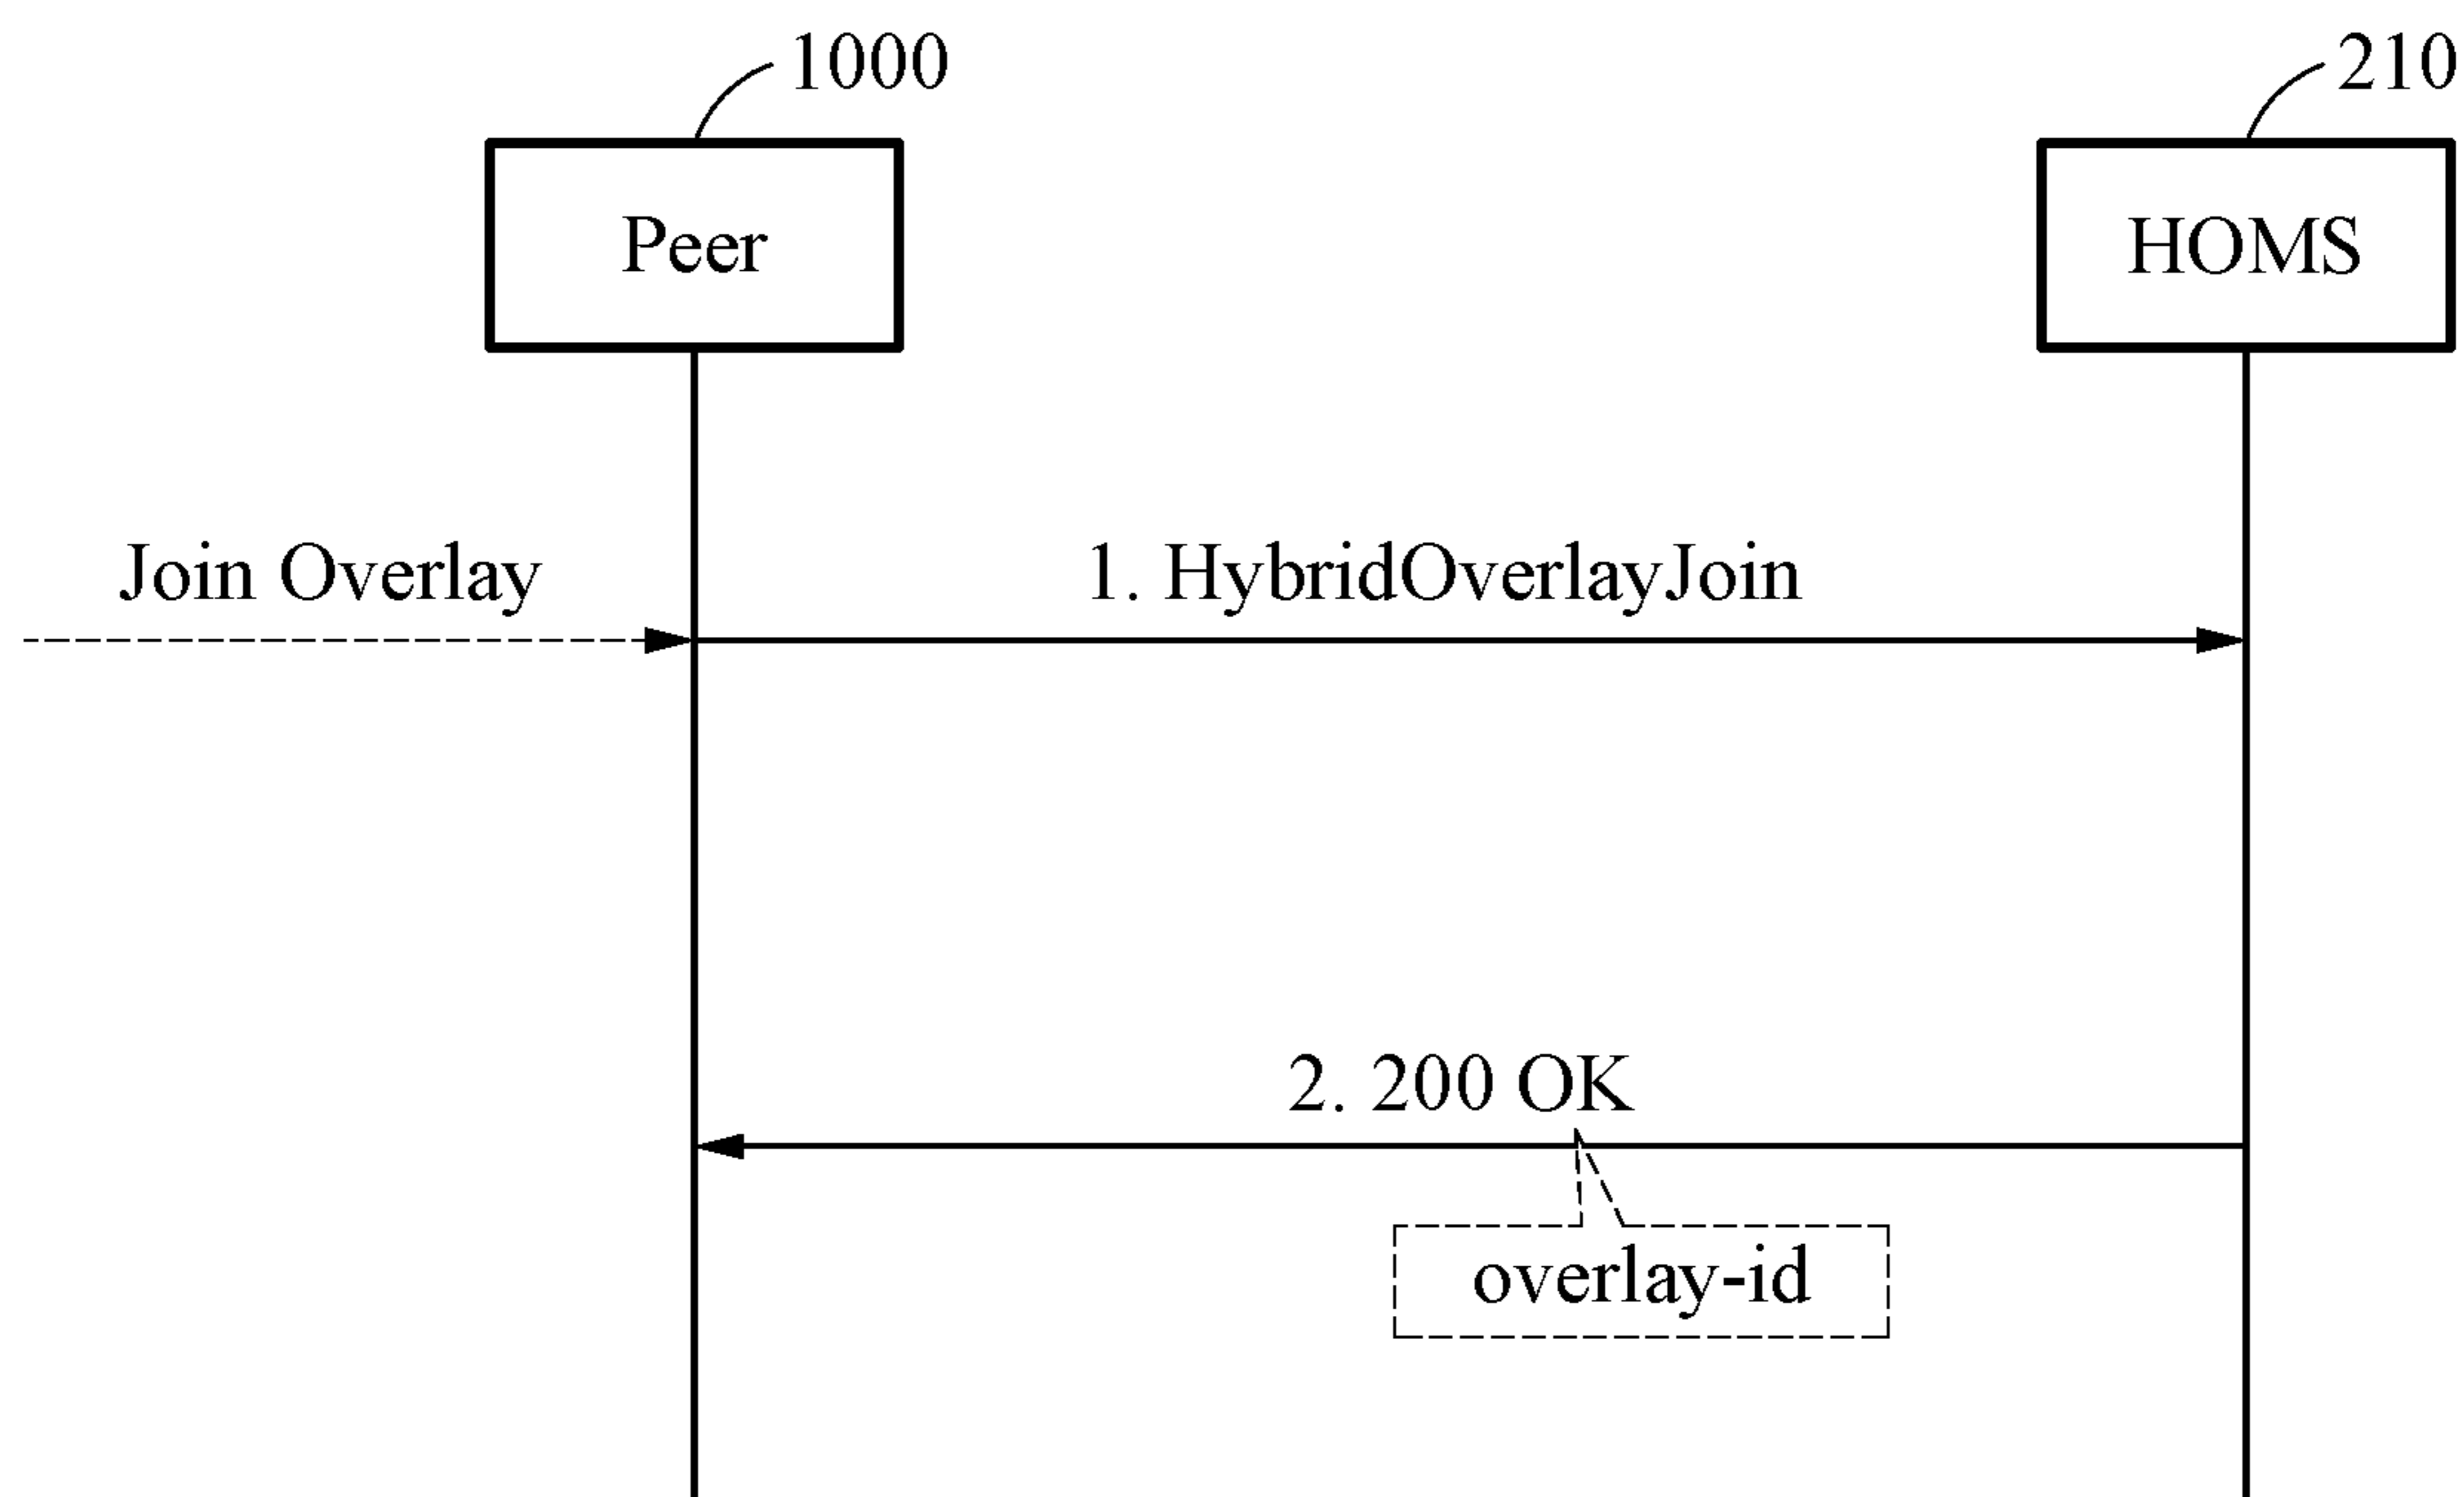 1000
210
Peer
HOMS
Join Overlay
1. HybridOverlayJoin
2. 200 OK
overlay-id